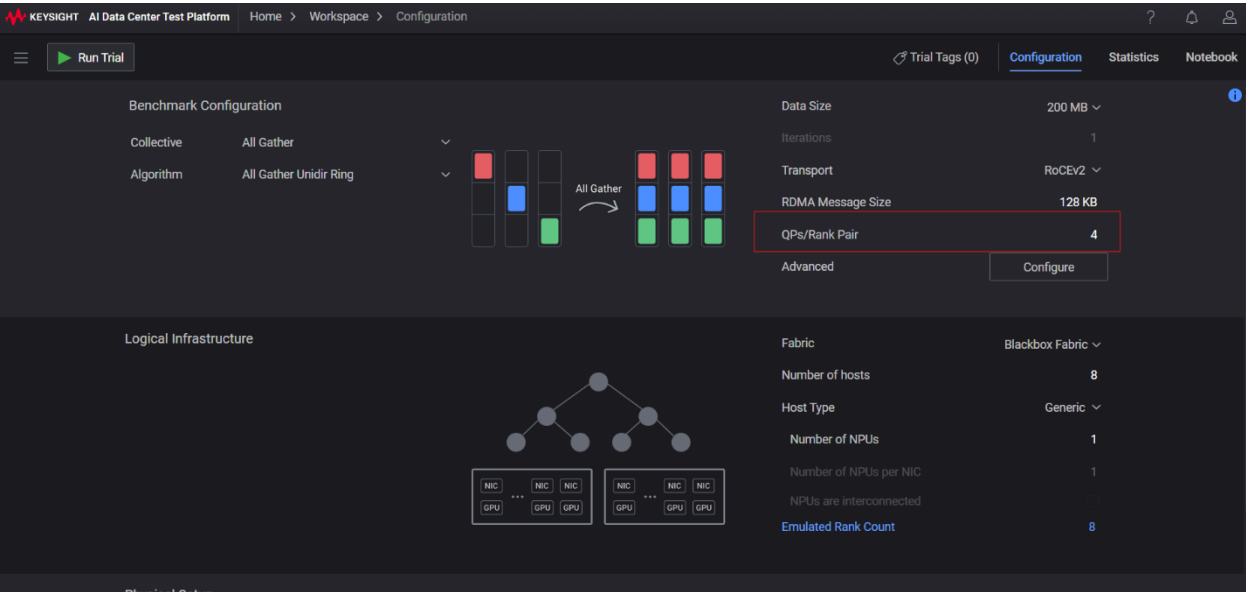 KEYSIGHT AI Data Center Test Platform Home > Workspace > Configuration ?
Run Trial Trial Tags (0) Configuration Statistics Notebook
Benchmark Configuration
Collective All Gather
Algorithm All Gather Unidir Ring
All Gather
Data Size 200 MB
Iterations 1
Transport RoCEv2
RDMA Message Size 128 KB
QPs/Rank Pair 4
Advanced Configure
Logical Infrastructure
NIC ... NIC NIC NIC ... NIC NIC
GPU GPU GPU GPU GPU GPU
Fabric Blackbox Fabric
Number of hosts 8
Host Type Generic
Number of NPUs 1
Number of NPUs per NIC 1
NPUs are interconnected
Emulated Rank Count 8